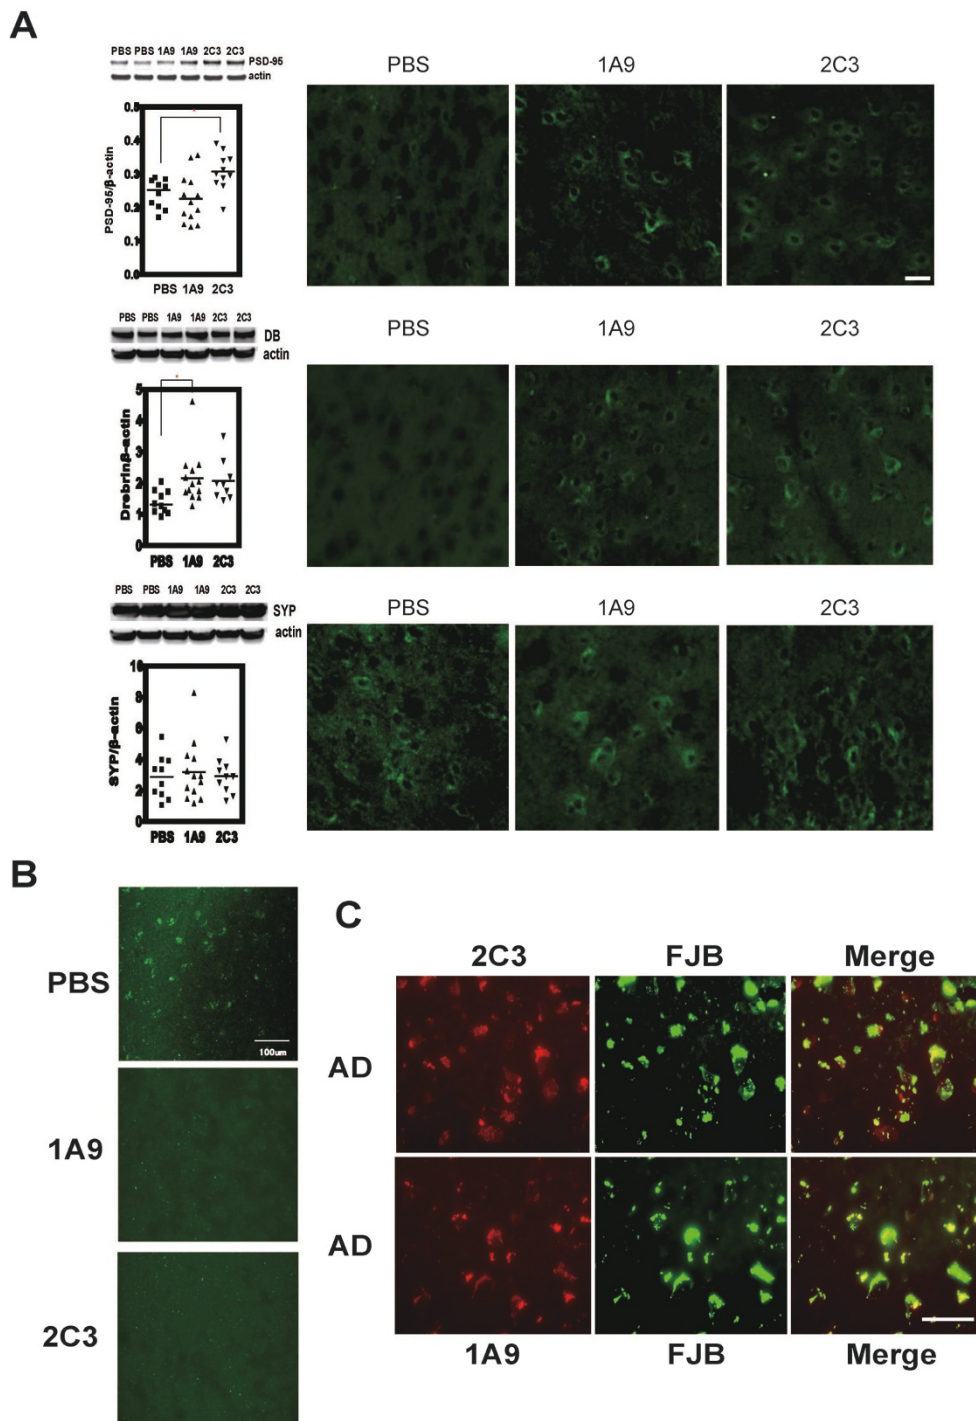 A
PBS PBS 1A9 1A9 2C3 2C3
PSD-95
actin
PSD-95/β-actin
0.5
0.4
0.3
0.2
0.1
0.0
PBS 1A9 2C3
PBS 1A9 2C3
PBS PBS 1A9 1A9 2C3 2C3
DB
actin
Drebrinβ-actin
5
4
3
2
1
0
PBS 1A9 2C3
PBS 1A9 2C3
PBS PBS 1A9 1A9 2C3 2C3
SYP
actin
SYP/β-actin
10
8
6
4
2
0
PBS 1A9 2C3
PBS 1A9 2C3
B
PBS
100um
1A9
2C3
C
2C3 FJB Merge
AD
AD
1A9 FJB Merge